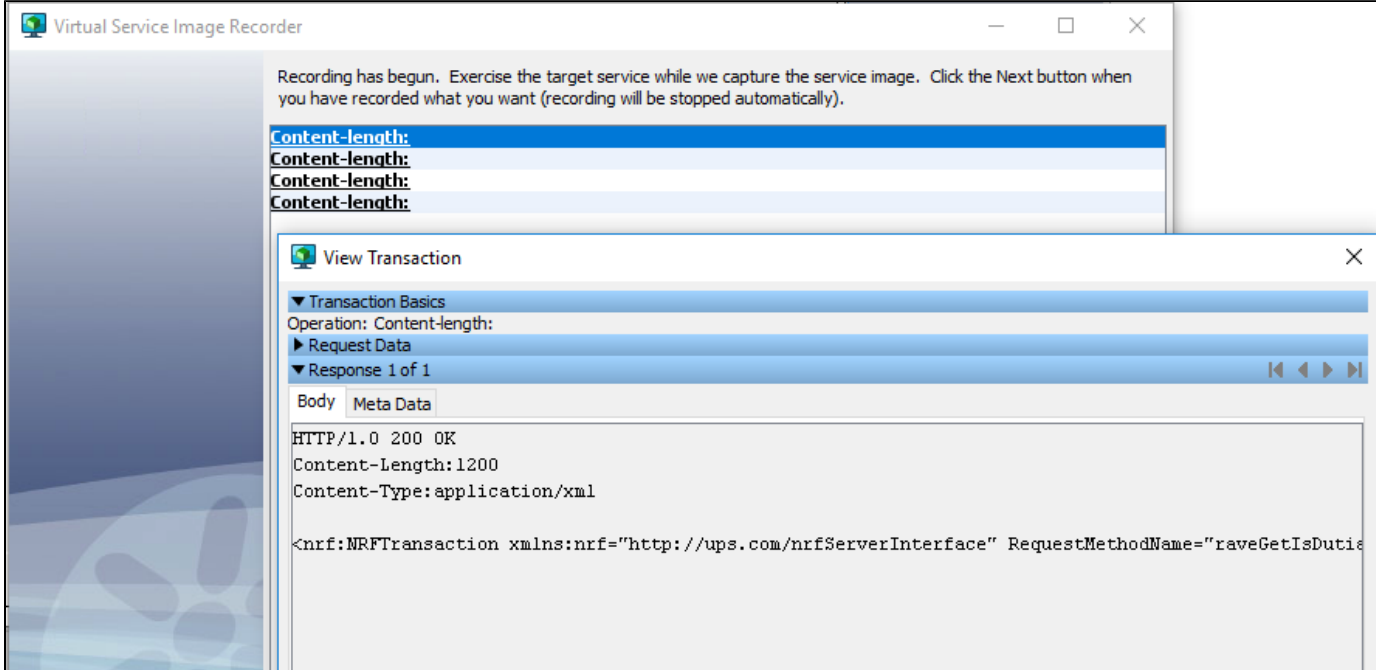 Virtual Service Image Recorder
Recording has begun. Exercise the target service while we capture the service image. Click the Next button when
you have recorded what you want (recording will be stopped automatically).
Content-length:
Content-length:
Content-length:
Content-length:
View Transaction
Transaction Basics
Operation: Content-length:
Request Data
Response 1 of 1
Body Meta Data
HTTP/1.0 200 OK
Content-Length:1200
Content-Type:application/xml
<nrf:NRFTransaction xmlns:nrf="http://ups.com/nrfServerInterface" RequestMethodName="raveGetIsDutia